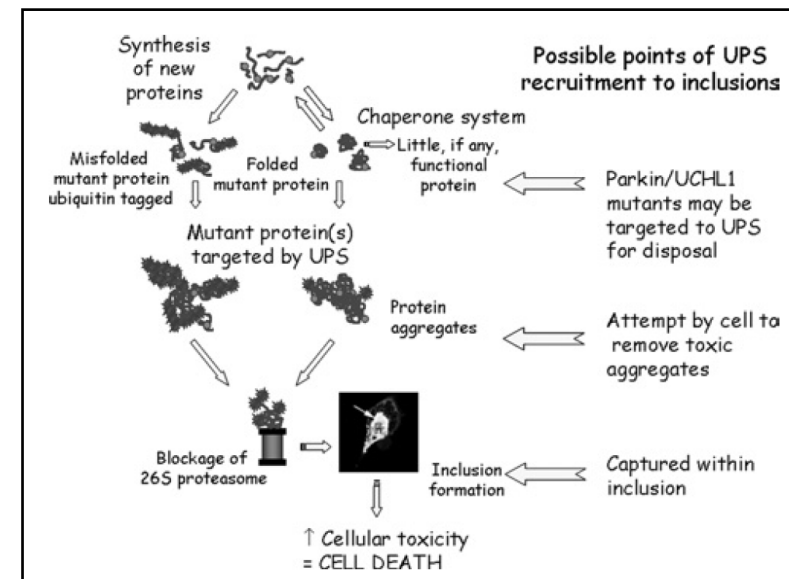 Synthesis
of new
proteins
Possible points of UPS
recruitment to inclusions
Chaperone system
Little, if any,
functional
protein
Misfolded
mutant protein
ubiquitin tagged
Folded
mutant protein
Parkin/UCHL1
mutants may be
targeted to UPS
for disposal
Mutant protein(s)
targeted by UPS
Protein
aggregates
Attempt by cell to
remove toxic
aggregates
Blockage of
26S proteasome
Inclusion
formation
Captured within
inclusion
↑ Cellular toxicity
= CELL DEATH